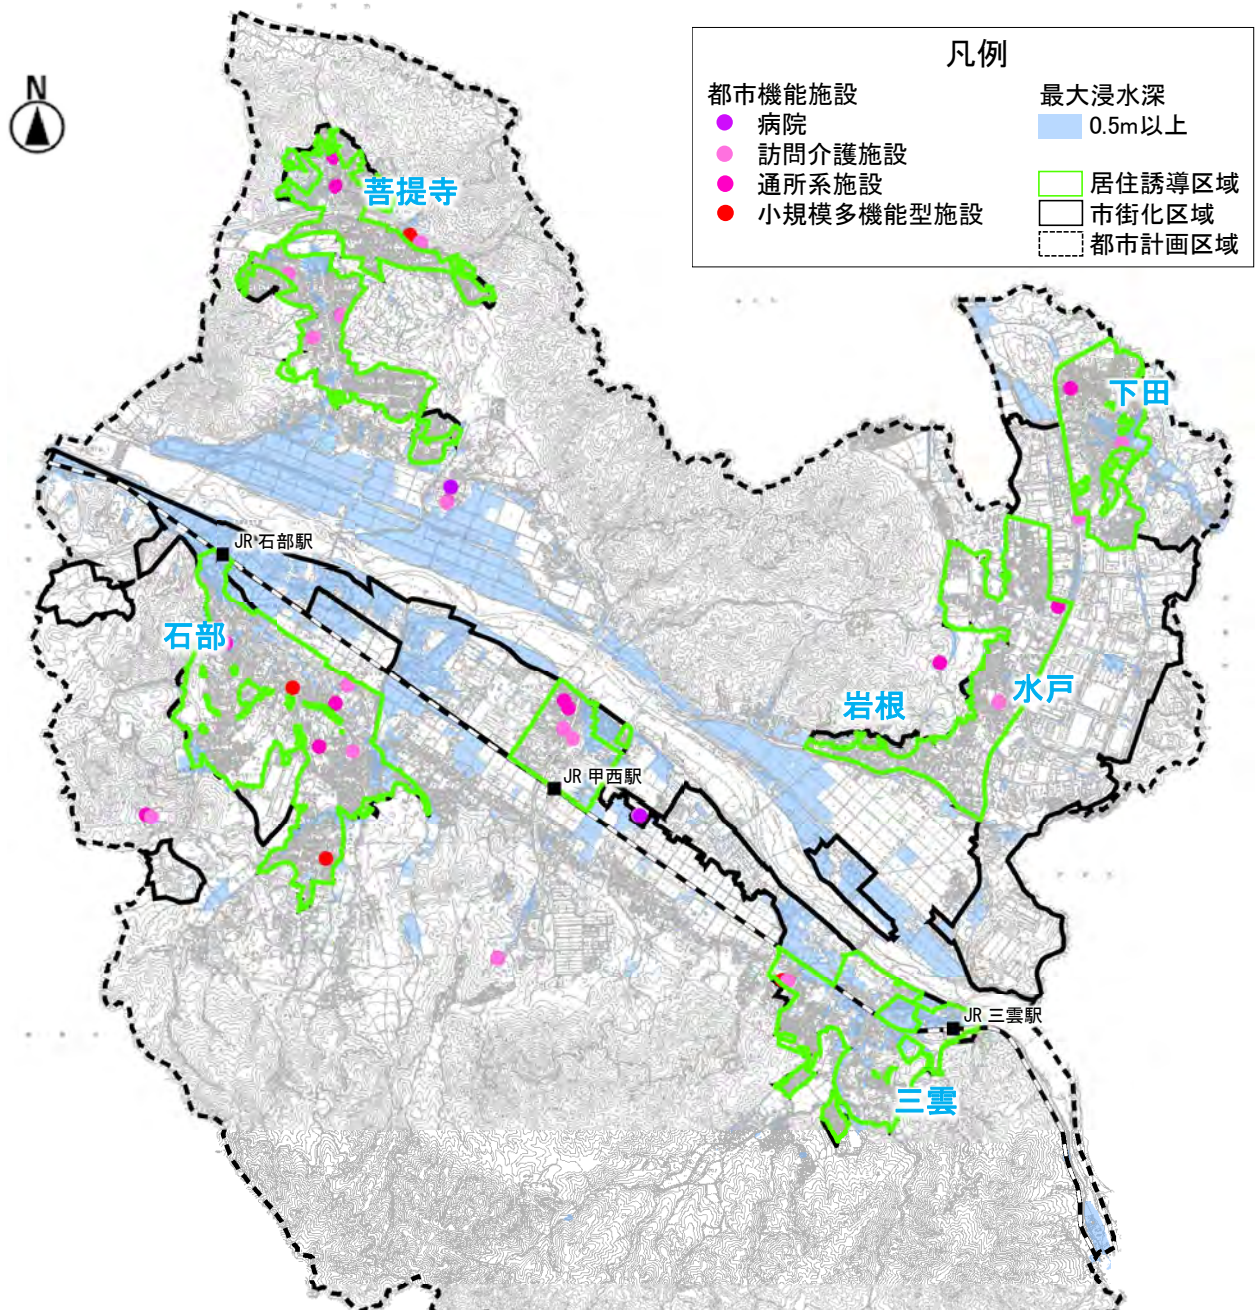 凡例
都市機能施設
病院
訪問介護施設
通所系施設
小規模多機能型施設
最大浸水深
0.5m以上
居住誘導区域
市街化区域
都市計画区域
N
菩提寺
下田
JR 石部駅
石部
水戸
岩根
JR 甲西駅
JR 三雲駅
三雲